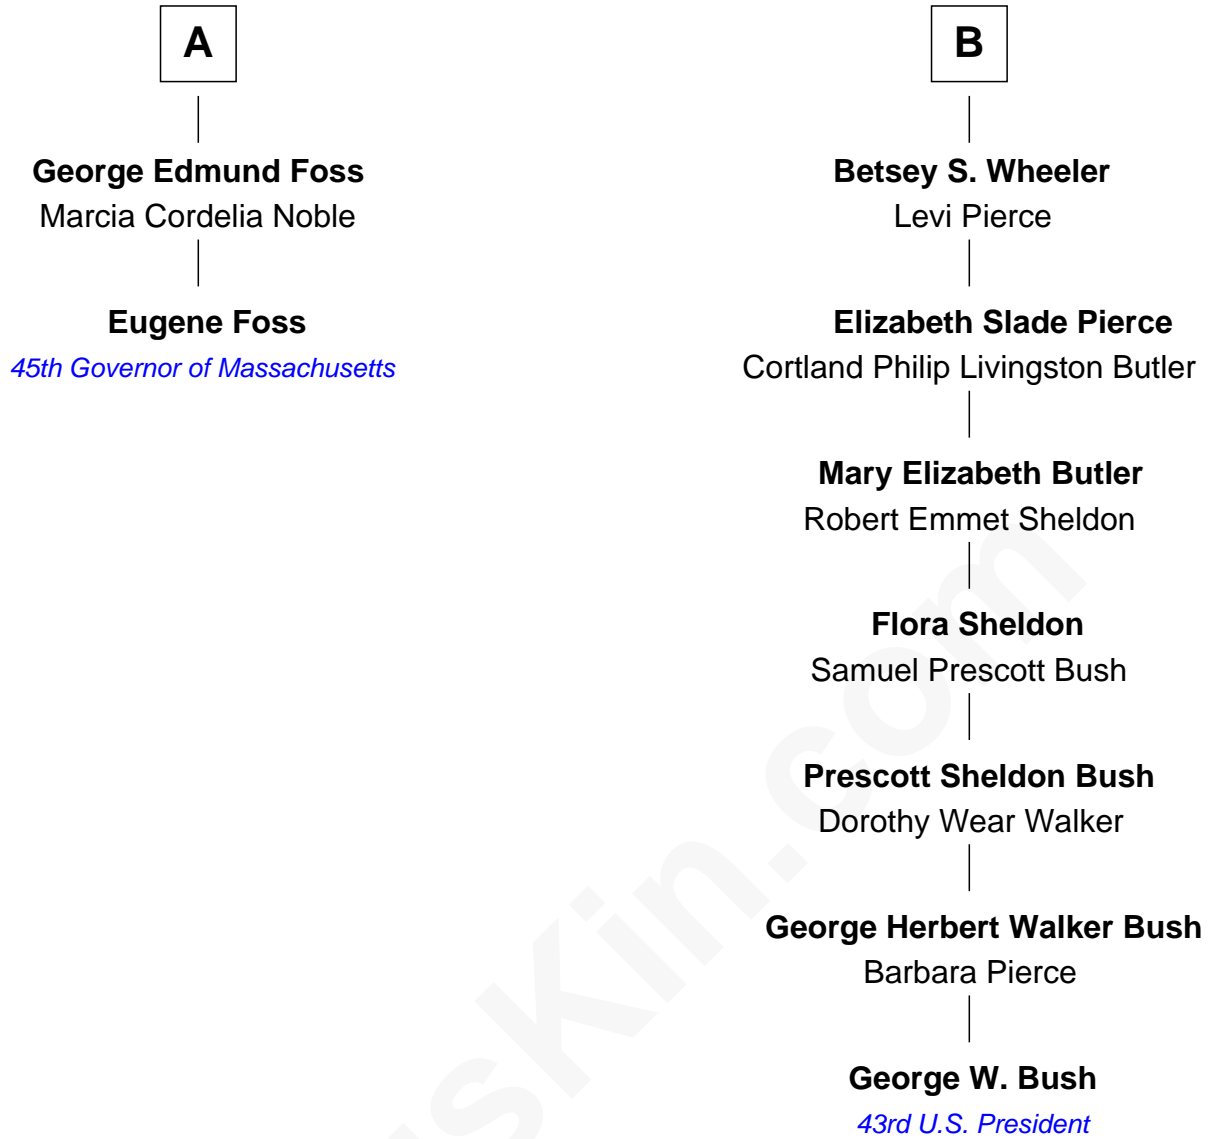 A
George Edmund Foss
Marcia Cordelia Noble
Eugene Foss
45th Governor of Massachusetts
B
Betsey S. Wheeler
Levi Pierce
Elizabeth Slade Pierce
Cortland Philip Livingston Butler
Mary Elizabeth Butler
Robert Emmet Sheldon
Flora Sheldon
Samuel Prescott Bush
Prescott Sheldon Bush
Dorothy Wear Walker
George Herbert Walker Bush
Barbara Pierce
George W. Bush
43rd U.S. President
sKin.com